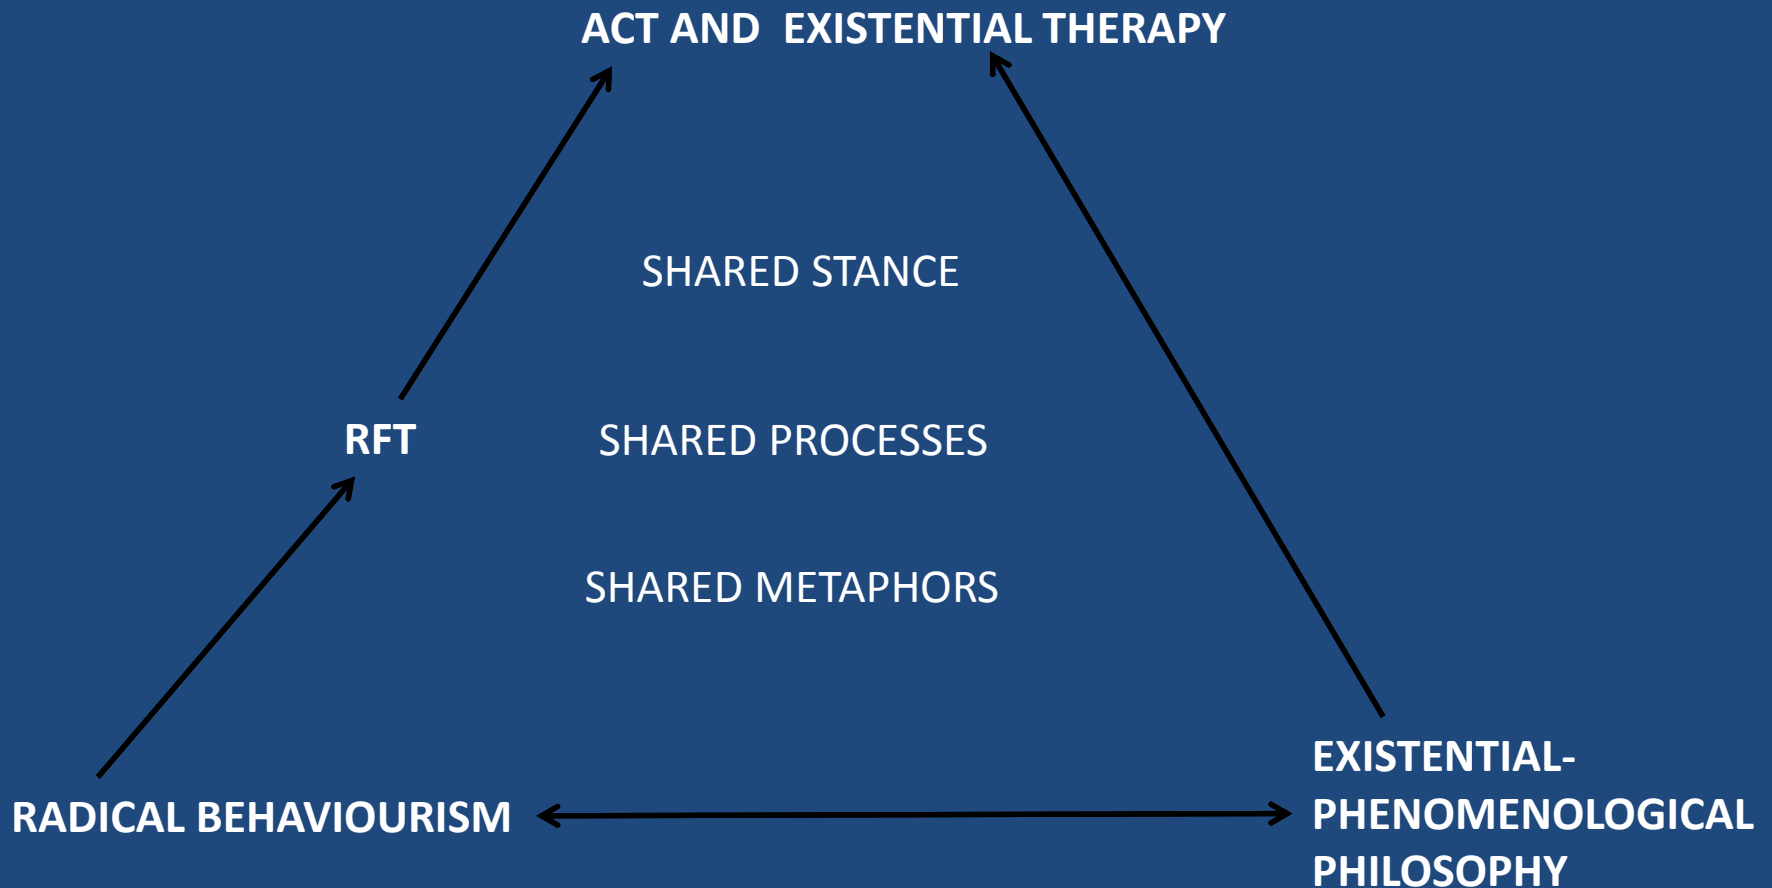 ACT AND  EXISTENTIAL THERAPY
SHARED STANCE
RFT
SHARED PROCESSES
SHARED METAPHORS
RADICAL BEHAVIOURISM
EXISTENTIAL-
PHENOMENOLOGICAL
PHILOSOPHY